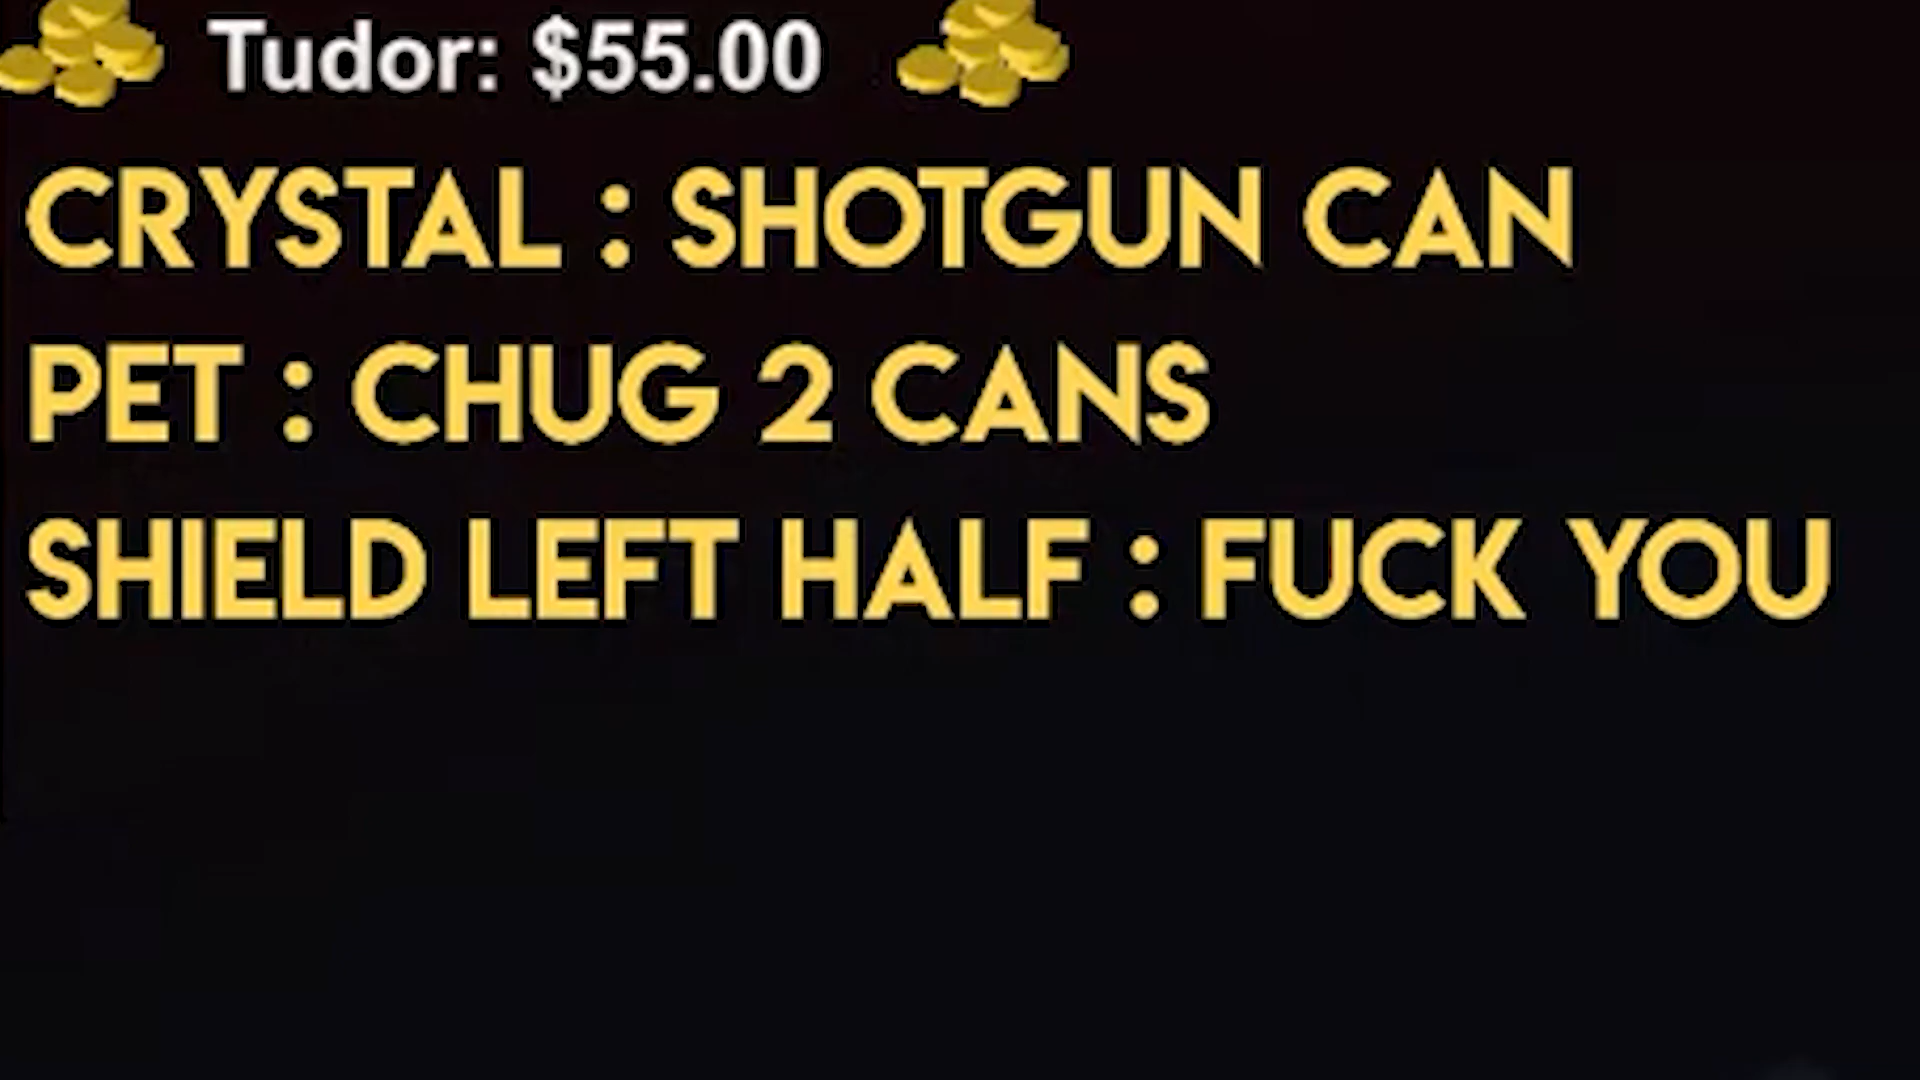 Tudor: $55.00
CRYSTAL : SHOTGUN CAN
PET : CHUG 2 CANS
SHIELD LEFT HALF : FUCK YOU